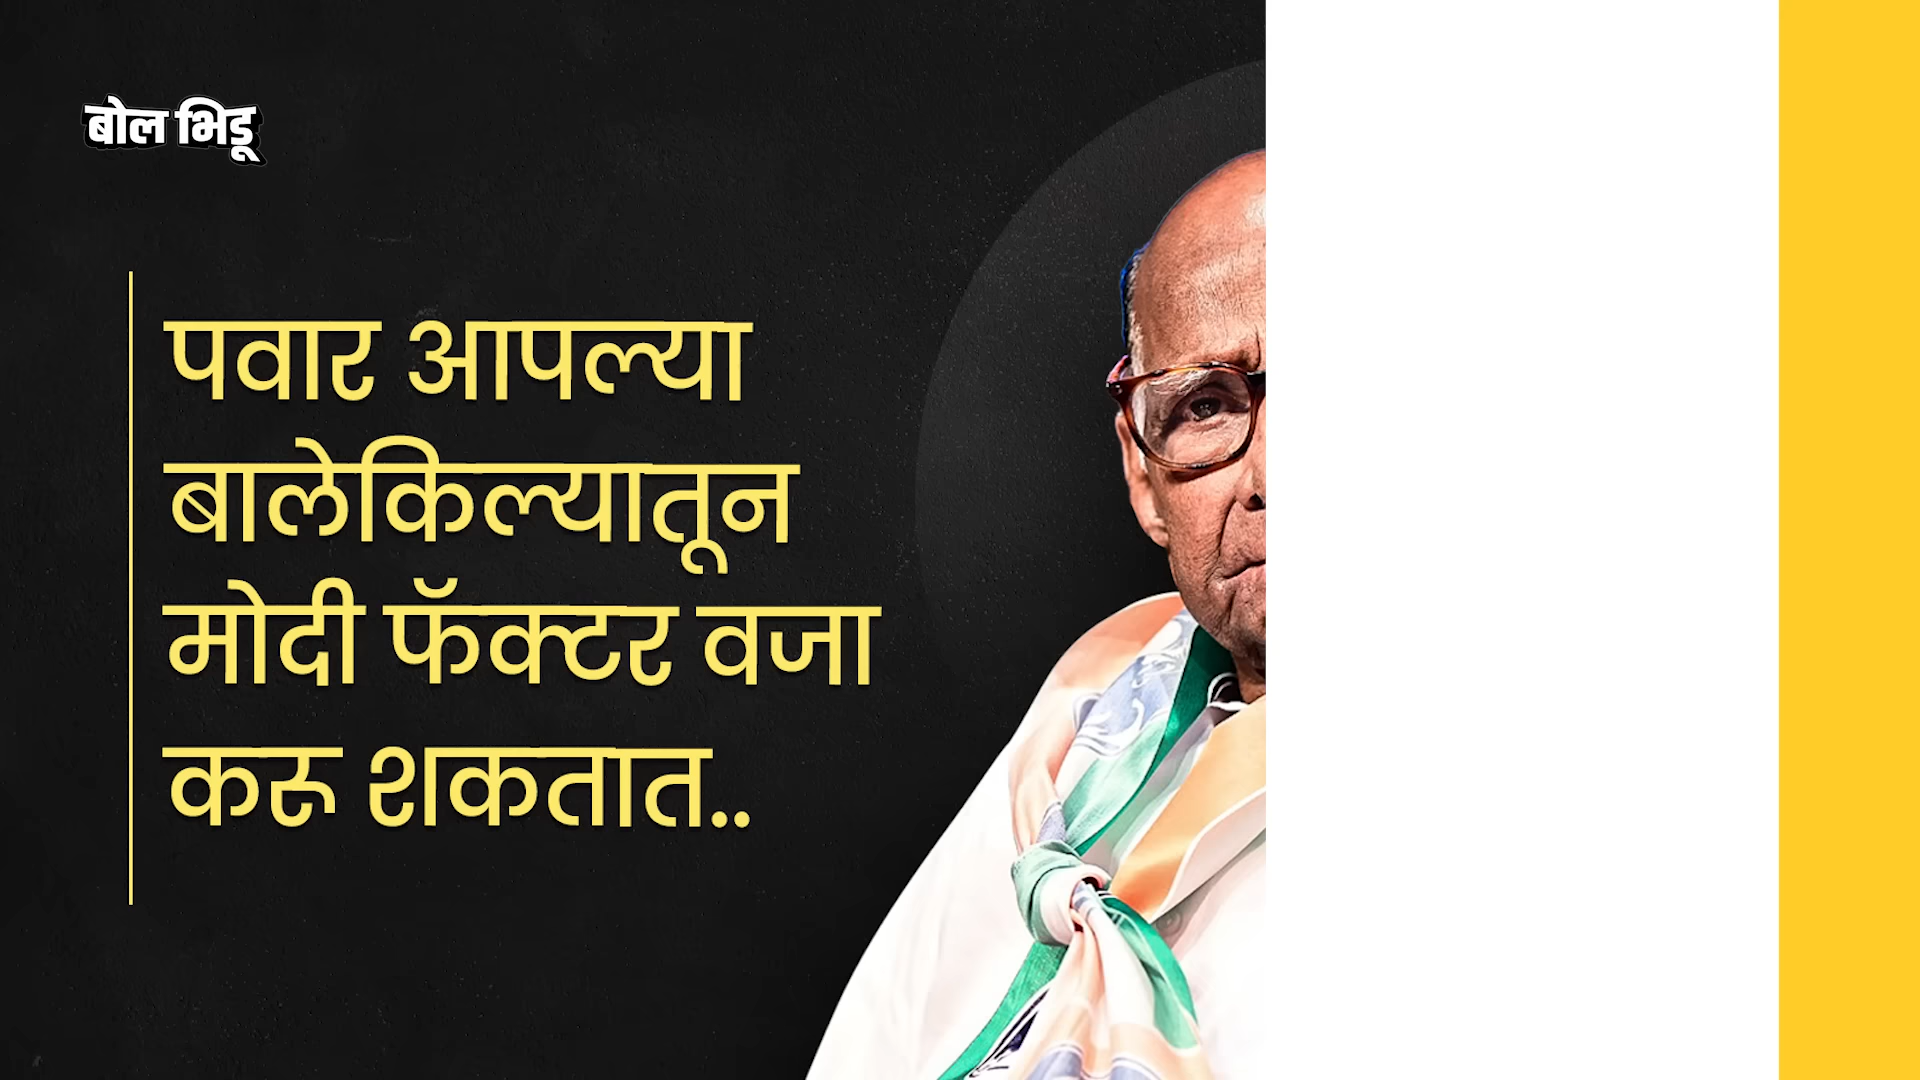 बोल भिडू
पवार आपल्या
बालेकिल्यातून
मोदी फॅक्टर वजा
करू शकतात..